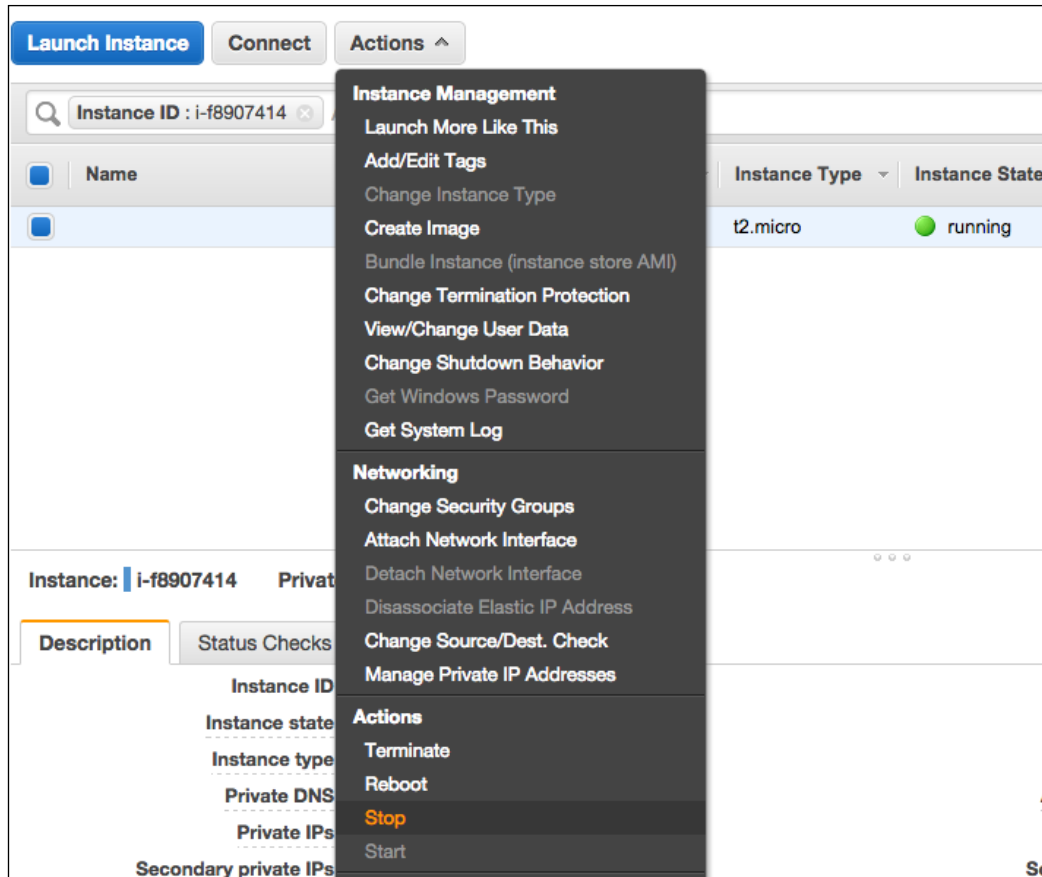 Launch Instance Connect Actions
Instance ID : i-f8907414
Name Instance Type Instance State
t2.micro running
Instance Management
Launch More Like This
Add/Edit Tags
Change Instance Type
Create Image
Bundle Instance (instance store AMI)
Change Termination Protection
View/Change User Data
Change Shutdown Behavior
Get Windows Password
Get System Log
Networking
Change Security Groups
Attach Network Interface
Detach Network Interface
Disassociate Elastic IP Address
Change Source/Dest. Check
Manage Private IP Addresses
Actions
Terminate
Reboot
Stop
Start
Instance: i-f8907414 Privat
Description Status Checks
Instance ID
Instance state
Instance type
Private DNS
Private IPs
Secondary private IPs